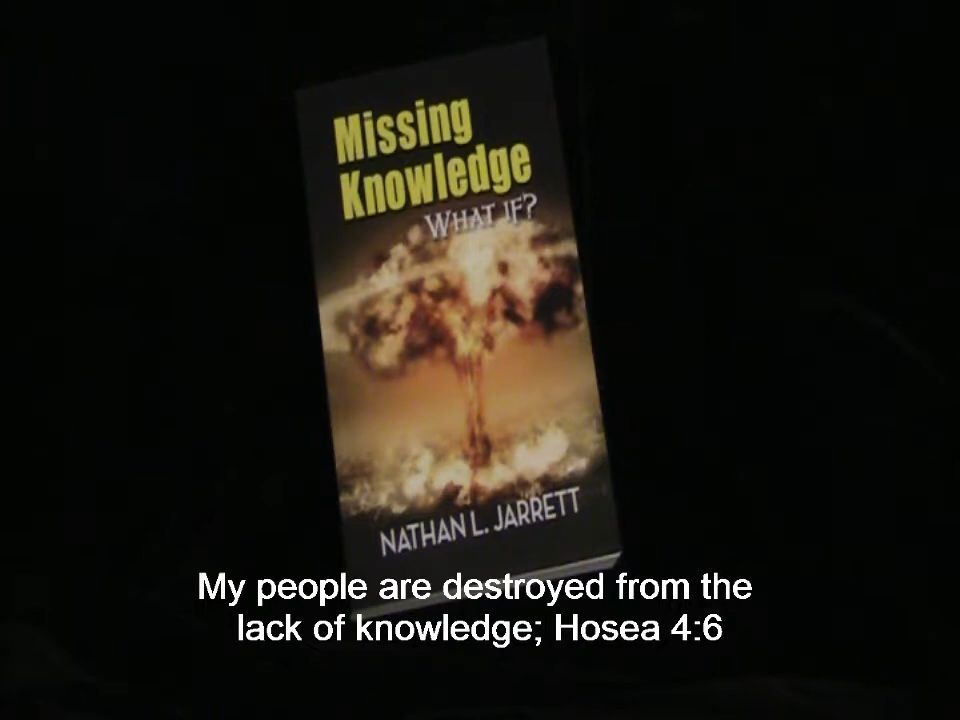 Missing
Knowledge
WHAT IF?
NATHAN L. JARRETT
My people are destroyed from the
lack of knowledge; Hosea 4:6